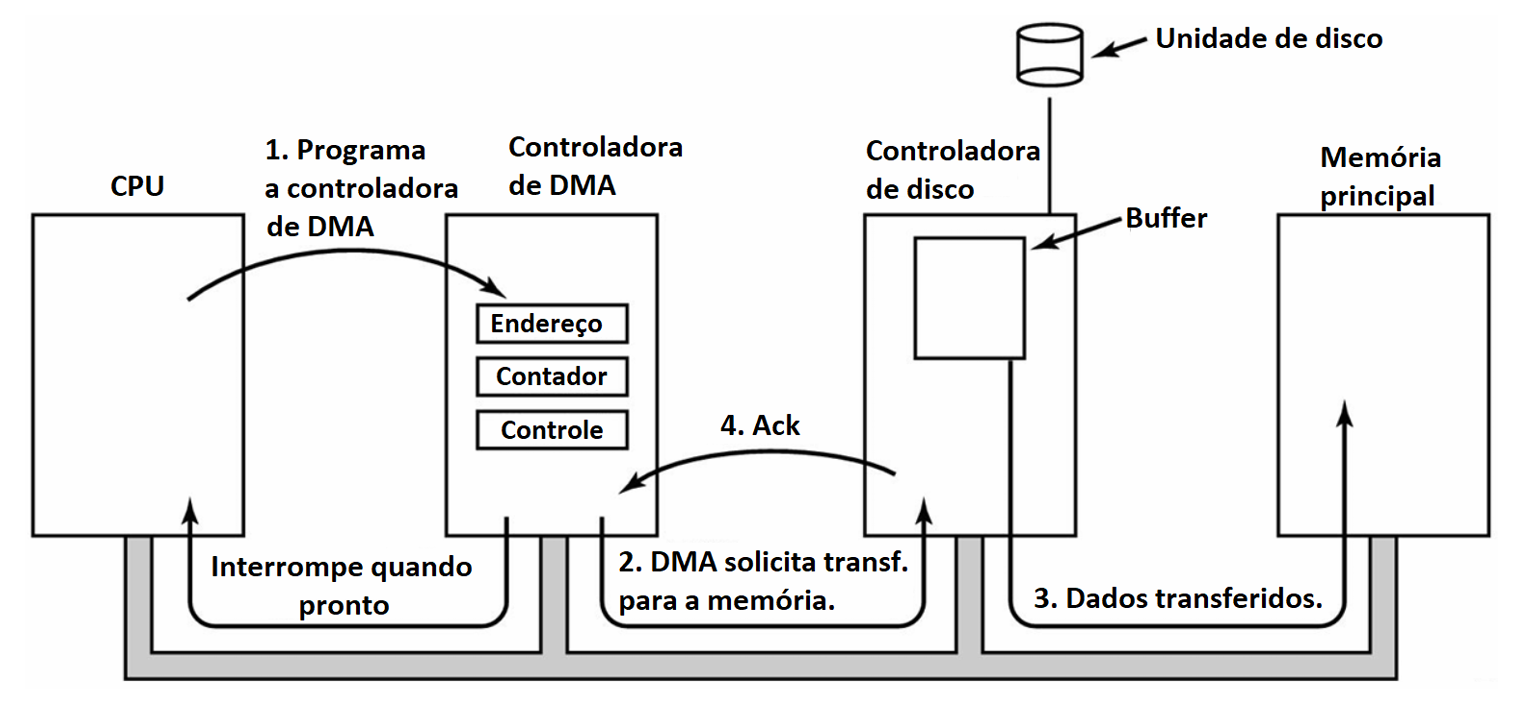 Unidade de disco
1. Programa
a controladora
de DMA
Controladora
de DMA
Controladora
de disco
Memória
principal
CPU
Buffer
Endereço
Contador
Controle
4. Ack
Interrompe quando
pronto
2. DMA solicita transf.
para a memória.
3. Dados transferidos.